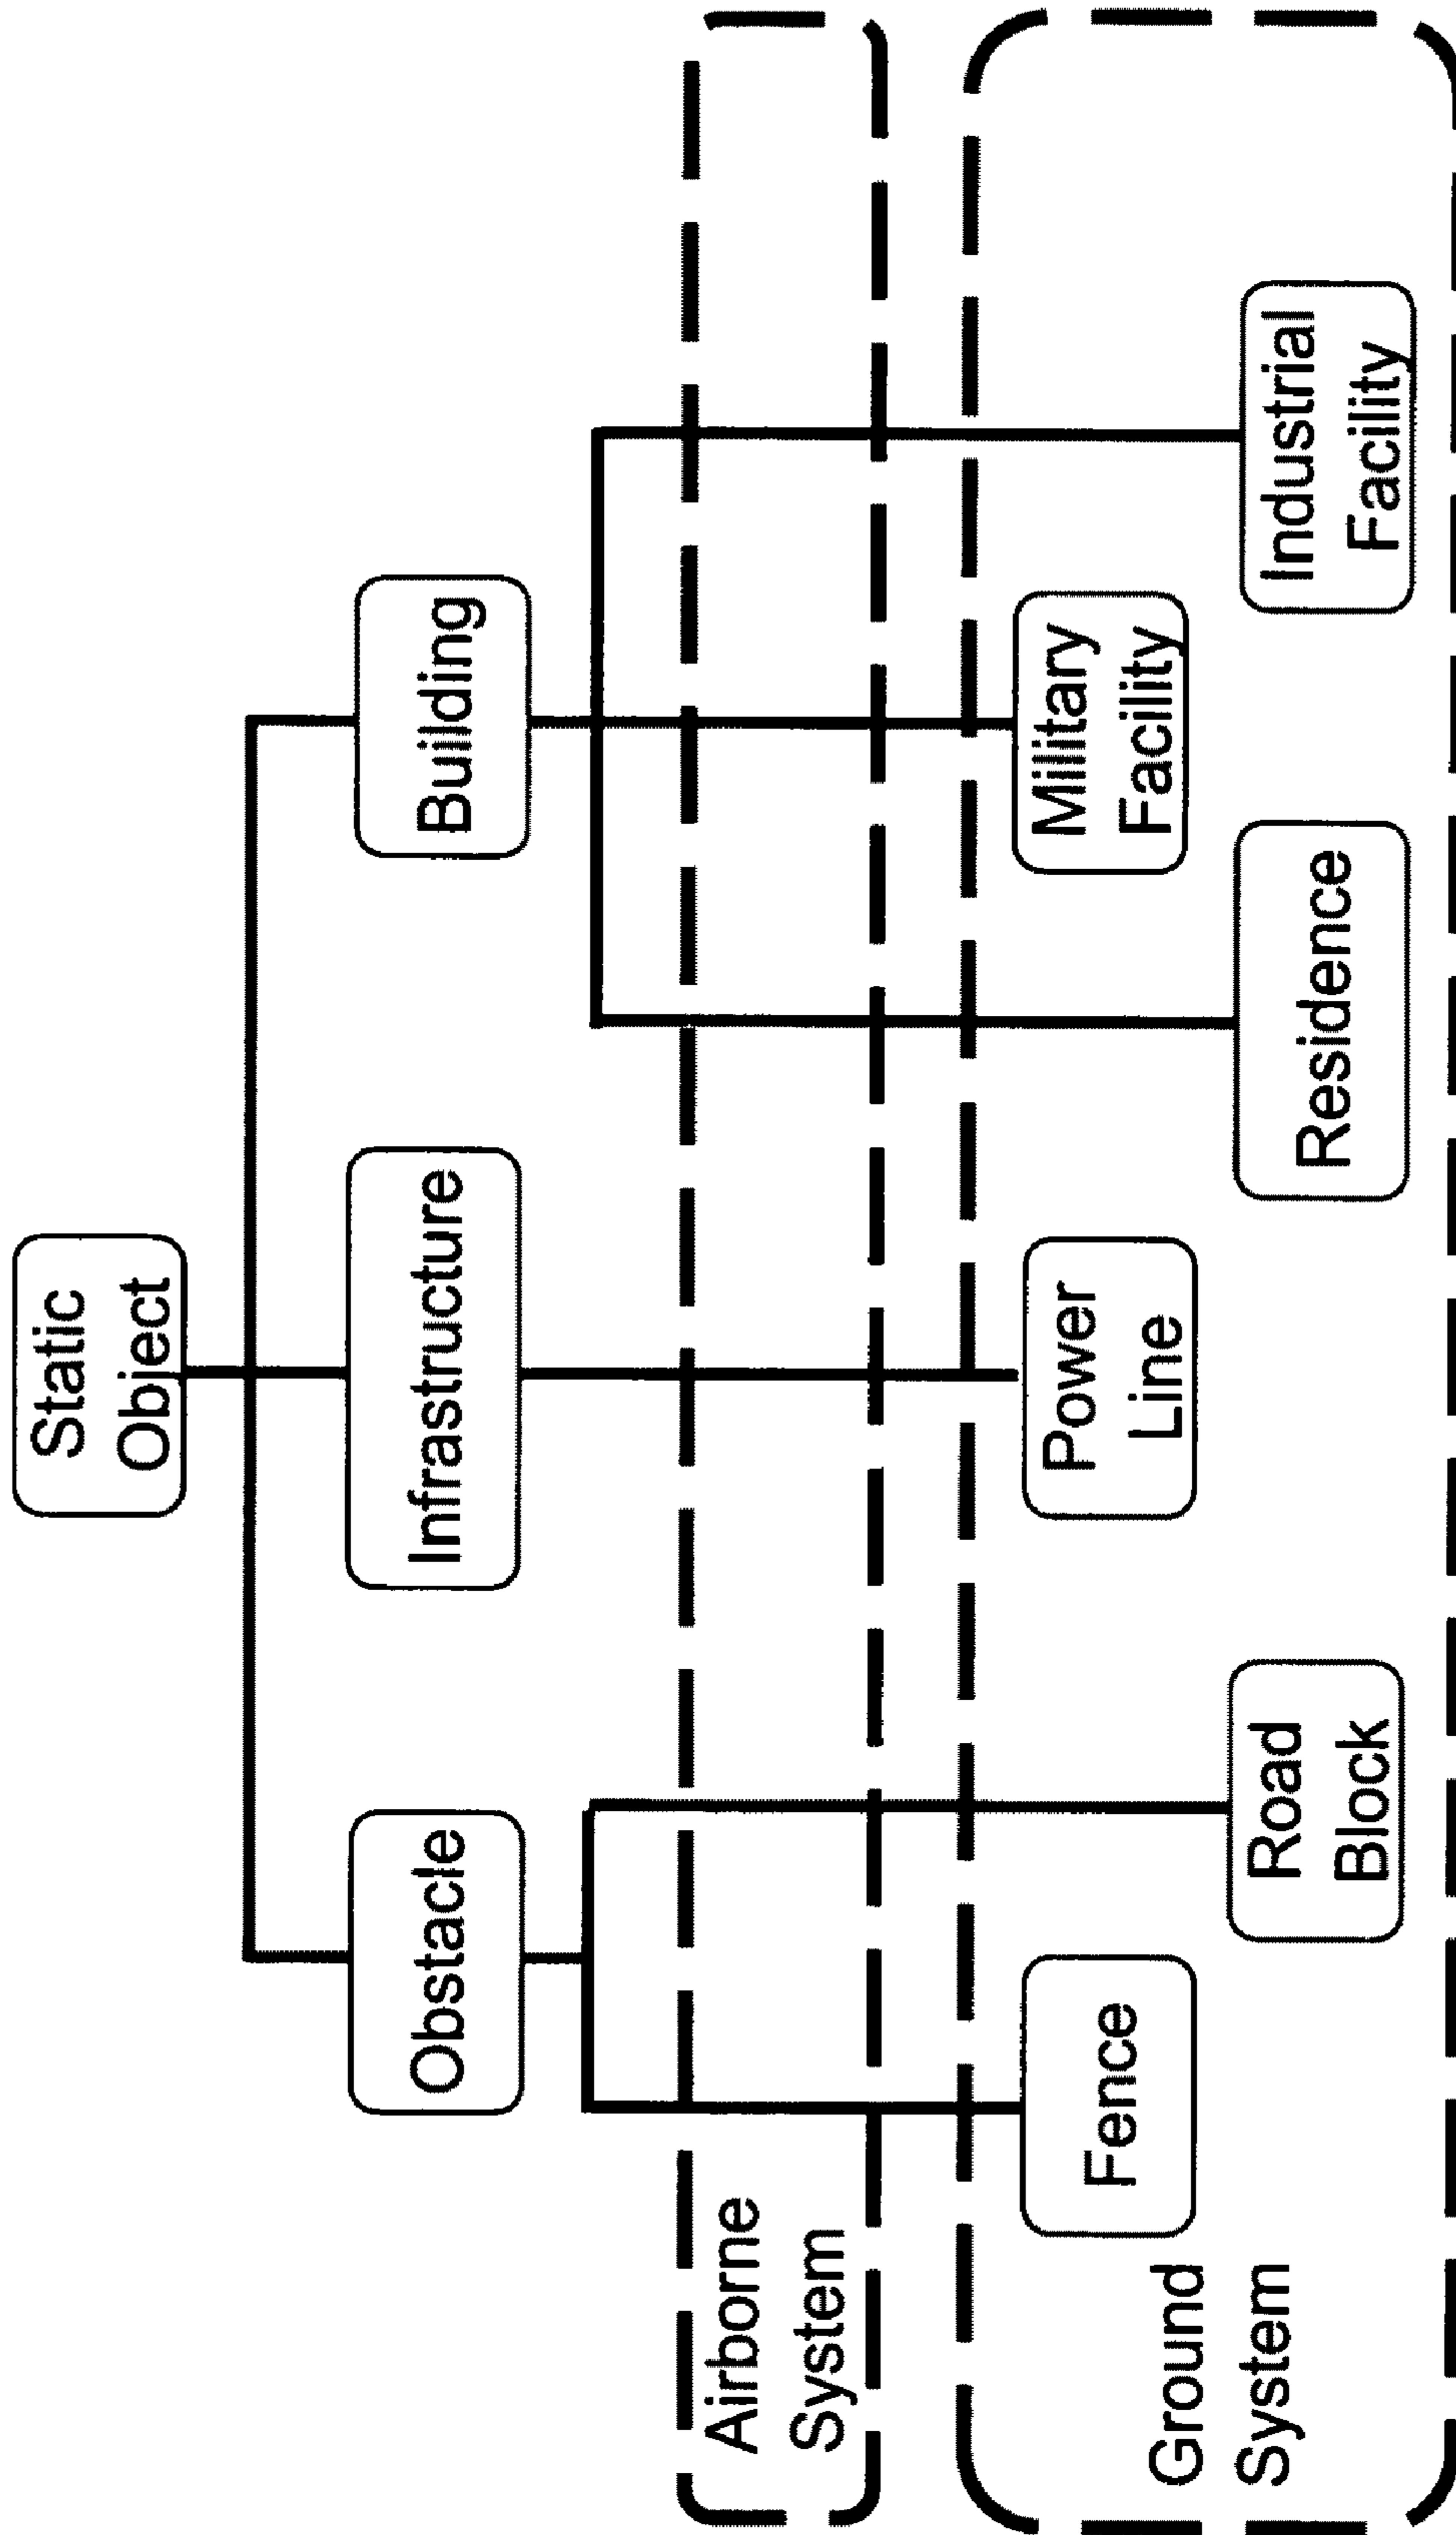 Static
Object
Obstacle
Infrastructure
Building
Airborne
System
Ground
System
Fence
Power
Line
Military
Facility
Road
Block
Residence
Industrial
Facility